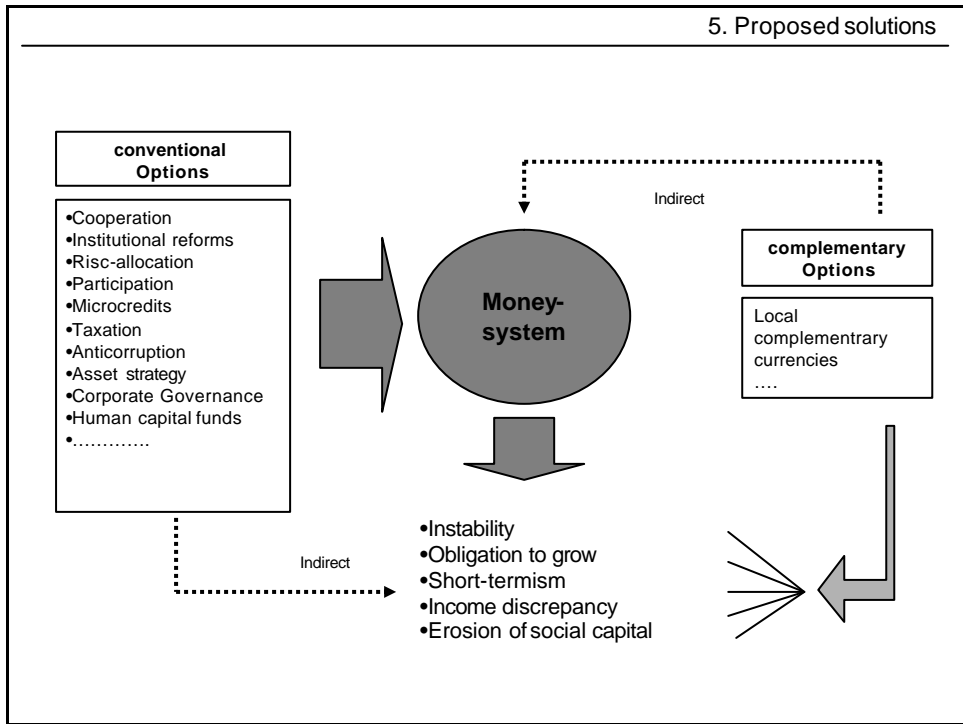 5. Proposed solutions
conventional
Options
•Cooperation
•Institutional reforms
•Risc-allocation
•Participation
•Microcredits
•Taxation
•Anticorruption
•Asset strategy
•Corporate Governance
•Human capital funds
•………….
Indirect
Money-
system
•Instability
•Obligation to grow
•Short-termism
•Income discrepancy
•Erosion of social capital
Indirect
complementary
Options
Local
complementrary
currencies
….